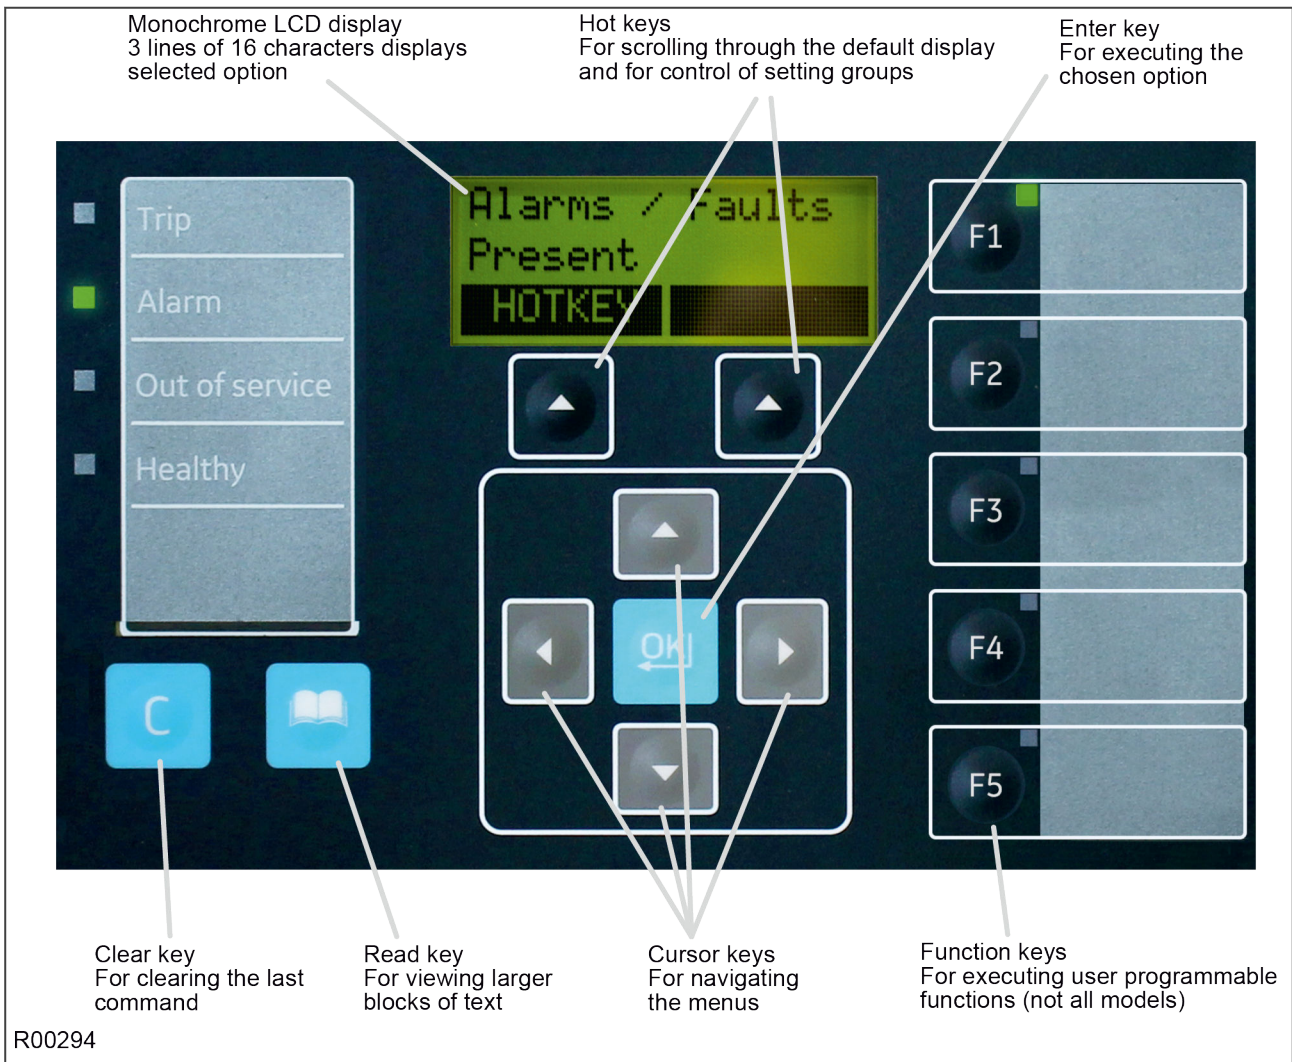 Monochrome LCD display
3 lines of 16 characters displays
selected option
Hot keys
For scrolling through the default display
and for control of setting groups
Enter key
For executing the
chosen option
Trip
Alarm
Out of service
Healthy
Alarms / Faults
Present
HOTKEY
F1
F2
F3
F4
F5
OK
C
Clear key
For clearing the last
command
Read key
For viewing larger
blocks of text
Cursor keys
For navigating
the menus
Function keys
For executing user programmable
functions (not all models)
R00294